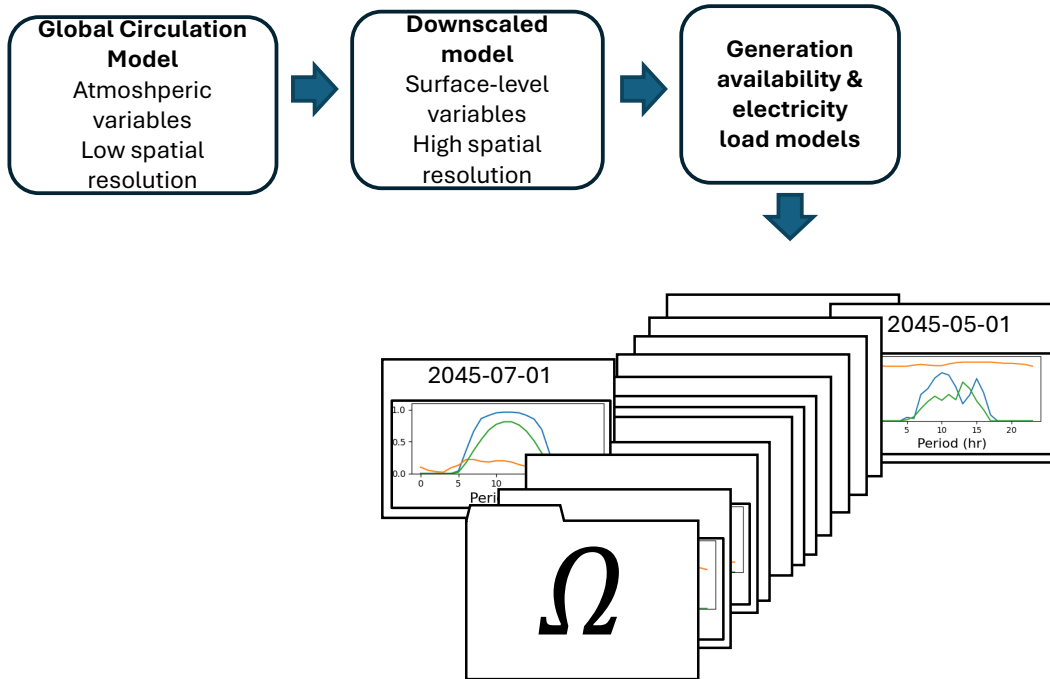 Global Circulation
Model
Atmoshperic
variables
Low spatial
resolution
Downscaled
model
Surface-level
variables
High spatial
resolution
Generation
availability &
electricity
load models
2045-05-01
5 10 15 20
Period (hr)
2045-07-01
1.0
0.5
0.0
0 5 10
Peri
Ω